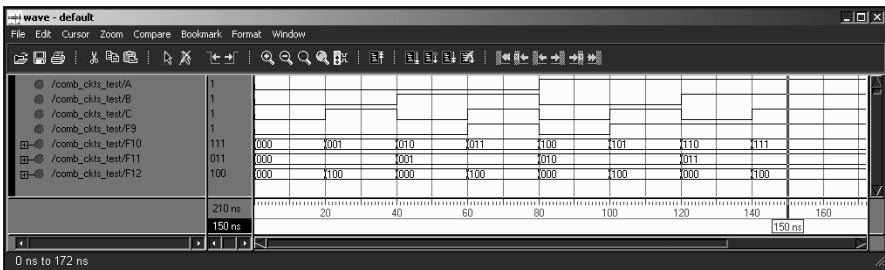 wave - default
File Edit Cursor Zoom Compare Bookmark Format Window
/comb_ckts_test/A 1
/comb_ckts_test/B 1
/comb_ckts_test/C 1
/comb_ckts_test/F9 1
/comb_ckts_test/F10 111 000 001 010 011 100 101 110 111
/comb_ckts_test/F11 011 000 001 010 011
/comb_ckts_test/F12 100 000 100 000 100 000 100 000 100
210 ns 20 40 60 80 100 120 140 160
150 ns 150 ns
0 ns to 172 ns